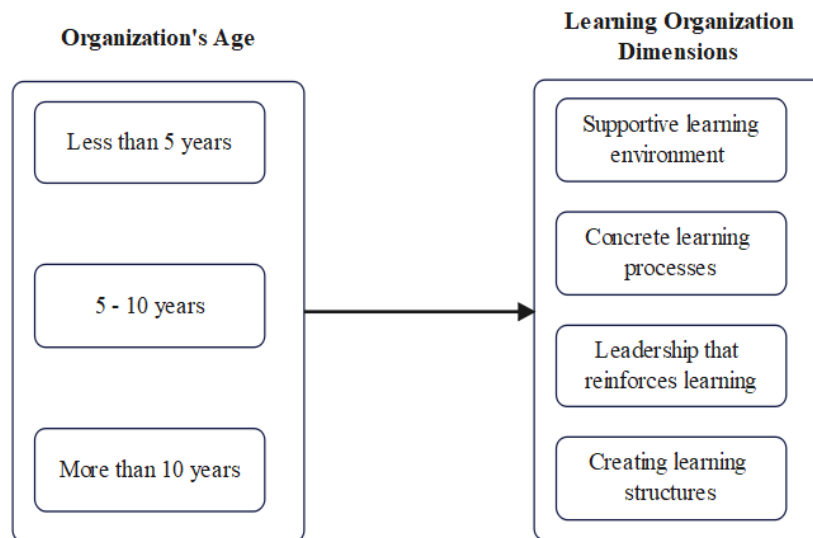 Organization's Age
Less than 5 years
5 - 10 years
More than 10 years
Learning Organization
Dimensions
Supportive learning
environment
Concrete learning
processes
Leadership that
reinforces learning
Creating learning
structures